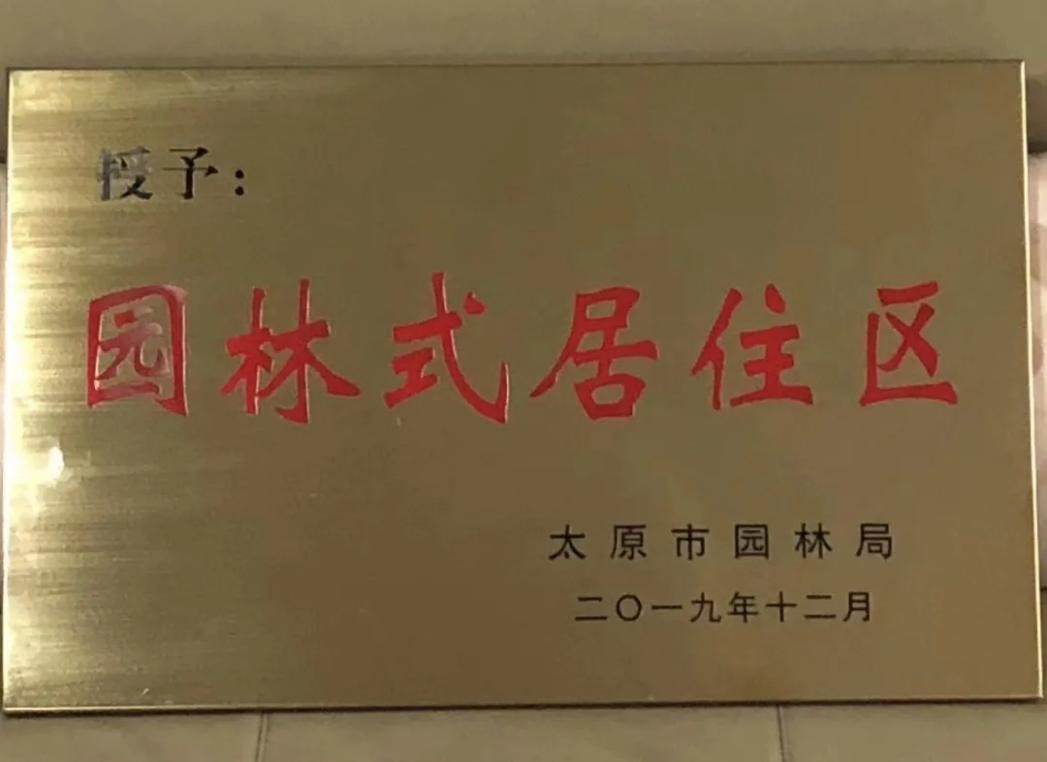 授予：
园林式居住区
太原市园林局
二〇一九年十二月